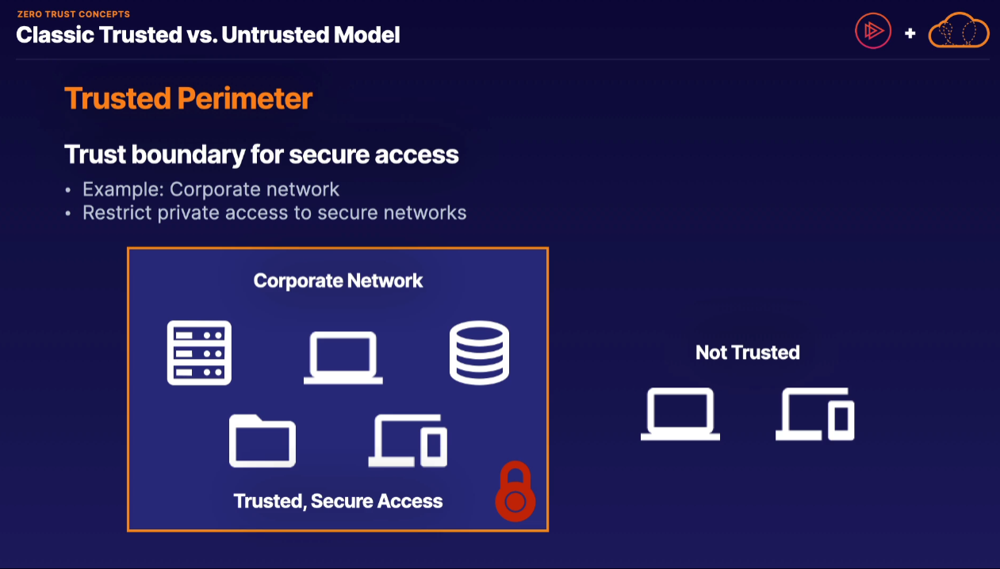 ZERO TRUST CONCEPTS
Classic Trusted vs. Untrusted Model
+
Trusted Perimeter
Trust boundary for secure access
• Example: Corporate network
• Restrict private access to secure networks
Corporate Network
Not Trusted
Trusted, Secure Access